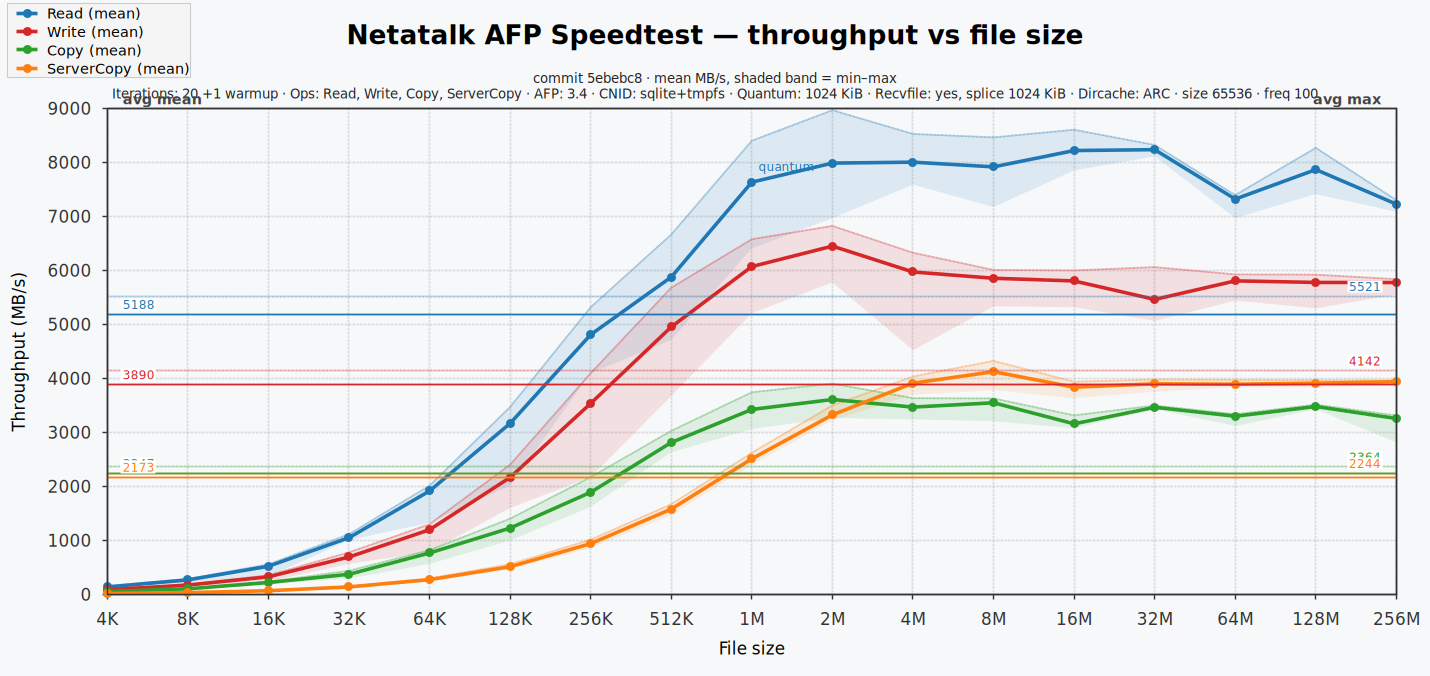 Read (mean)
Write (mean)
Copy (mean)
ServerCopy (mean)
Netatalk AFP Speedtest — throughput vs file size
commit 5ebebc8 · mean MB/s, shaded band = min–max
Iterations: 20 +1 warmup · Ops: Read, Write, Copy, ServerCopy · AFP: 3.4 · CNID: sqlite+tmpfs · Quantum: 1024 KiB · Recvfile: yes, splice 1024 KiB · Dircache: ARC · size 65536 · freq 100
avg mean
avg max
9000
8000
quantum
7000
6000
5521
5188
5000
4142
4000
3890
3000
2364
2244
2173
2000
1000
0
Throughput (MB/s)
4K 8K 16K 32K 64K 128K 256K 512K 1M 2M 4M 8M 16M 32M 64M 128M 256M
File size